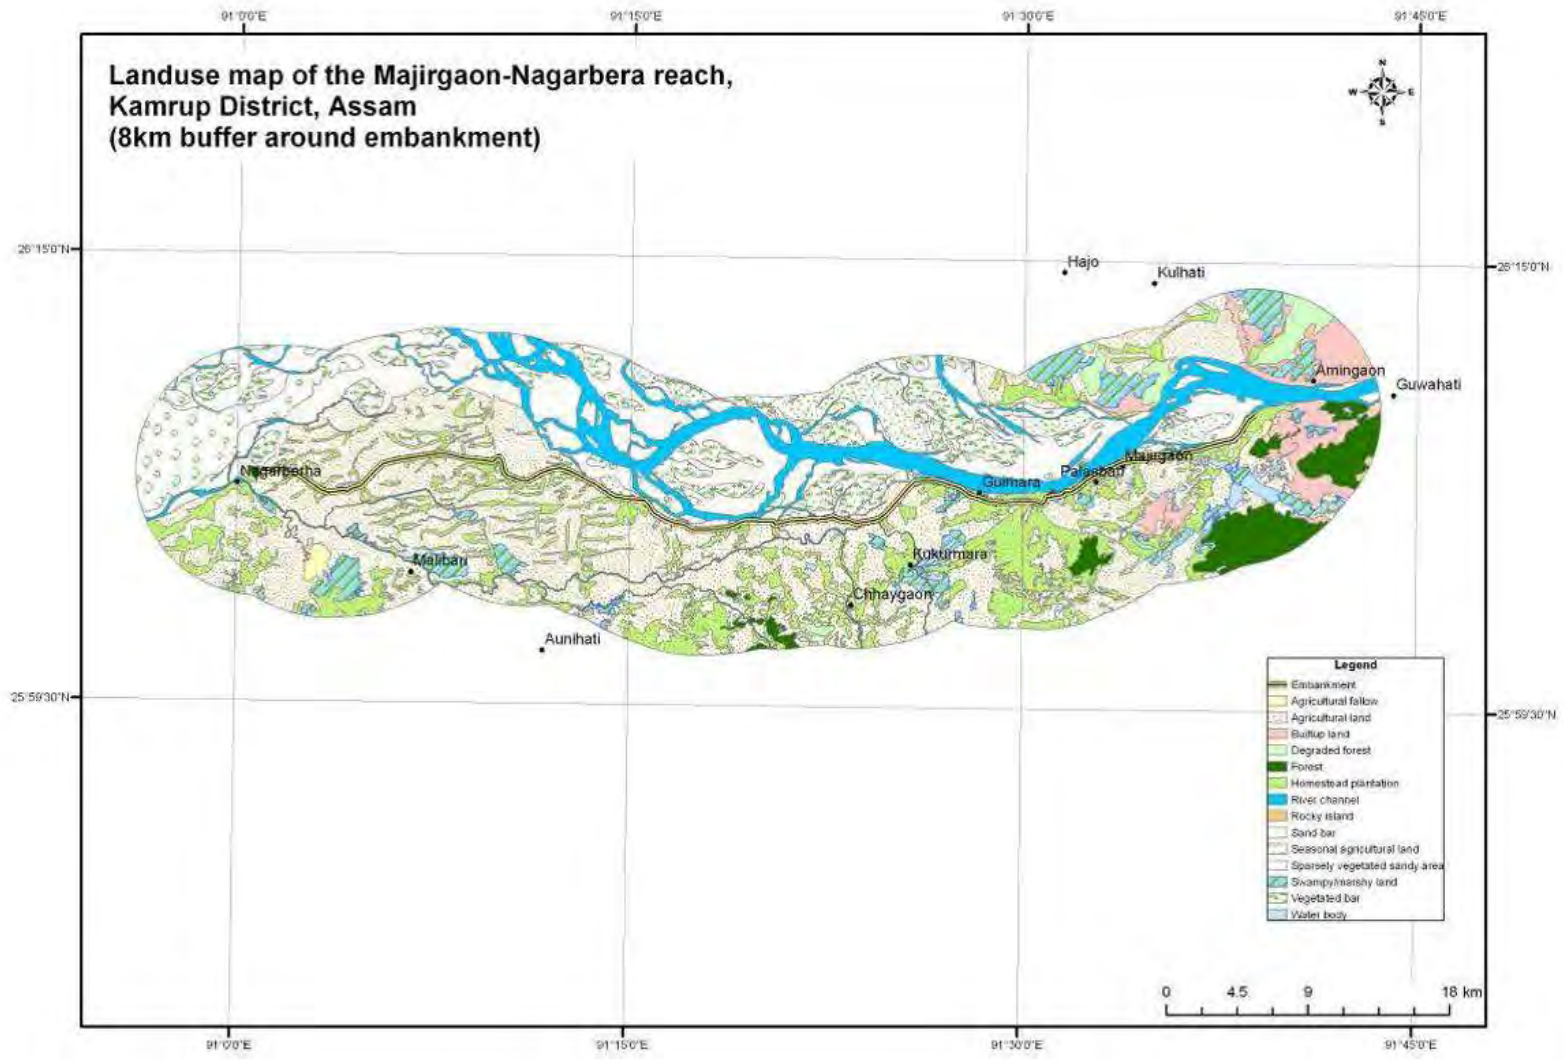 91°0'0"E 91°15'0"E 91°30'0"E 91°45'0"E
Landuse map of the Majirgaon-Nagarbera reach,
Kamrup District, Assam
(8km buffer around embankment)
N
W E
S
26°15'0"N
26°15'0"N
Hajo
Kulhati
Amingaon
Guwahati
Majirgaon
Nagarberha
Palasbari
Guimara
Kukurmara
Malibari
Chhaygaon
Aunihati
25°59'30"N
25°59'30"N
Legend
Embankment
Agricultural fallow
Agricultural land
Builtup land
Degraded forest
Forest
Homestead plantation
River channel
Rocky island
Sand bar
Seasonal agricultural land
Sparsely vegetated sandy area
Swampy/marshy land
Vegetated bar
Water body
0 4.5 9 18 km
91°0'0"E 91°15'0"E 91°30'0"E 91°45'0"E